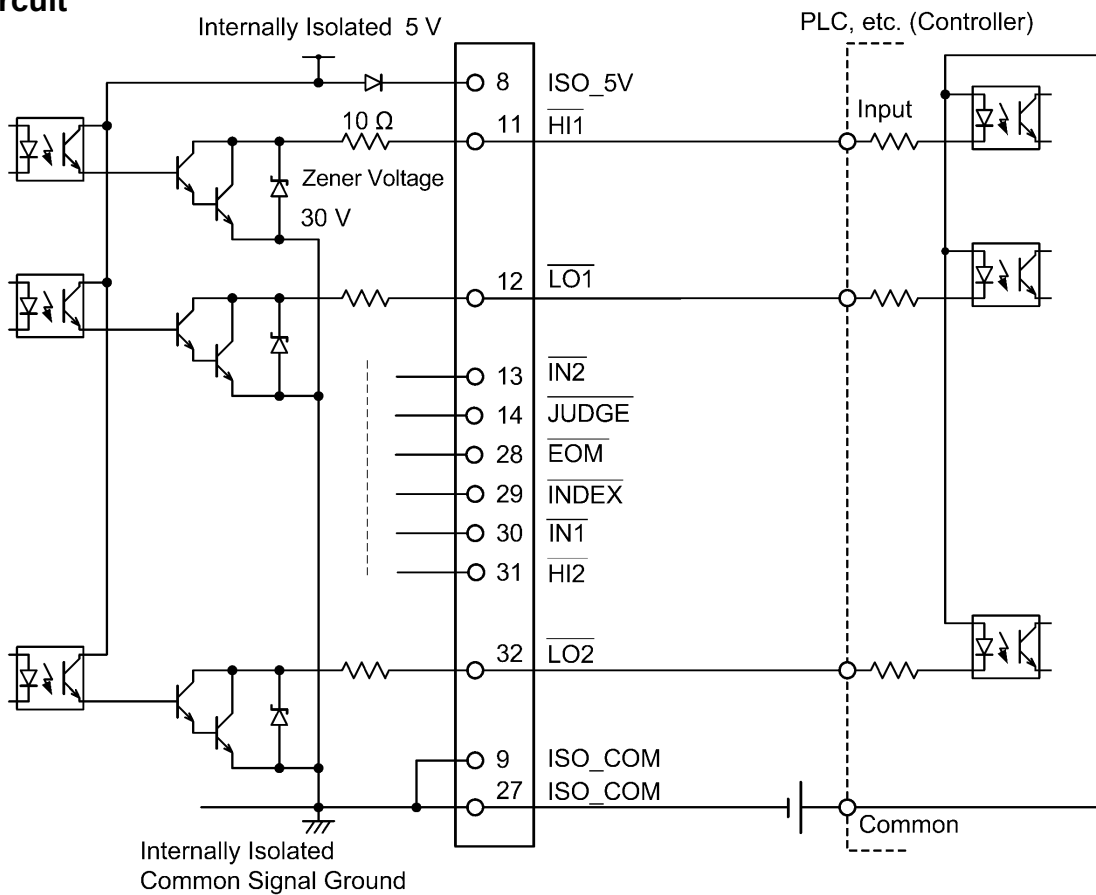 rcuit
Internally Isolated 5 V
PLC, etc. (Controller)
8 ISO_5V
10 Ω
11 HI1
Input
Zener Voltage
30 V
12 LO1
13 IN2
14 JUDGE
28 EOM
29 INDEX
30 IN1
31 HI2
32 LO2
9 ISO_COM
27 ISO_COM
Common
Internally Isolated
Common Signal Ground